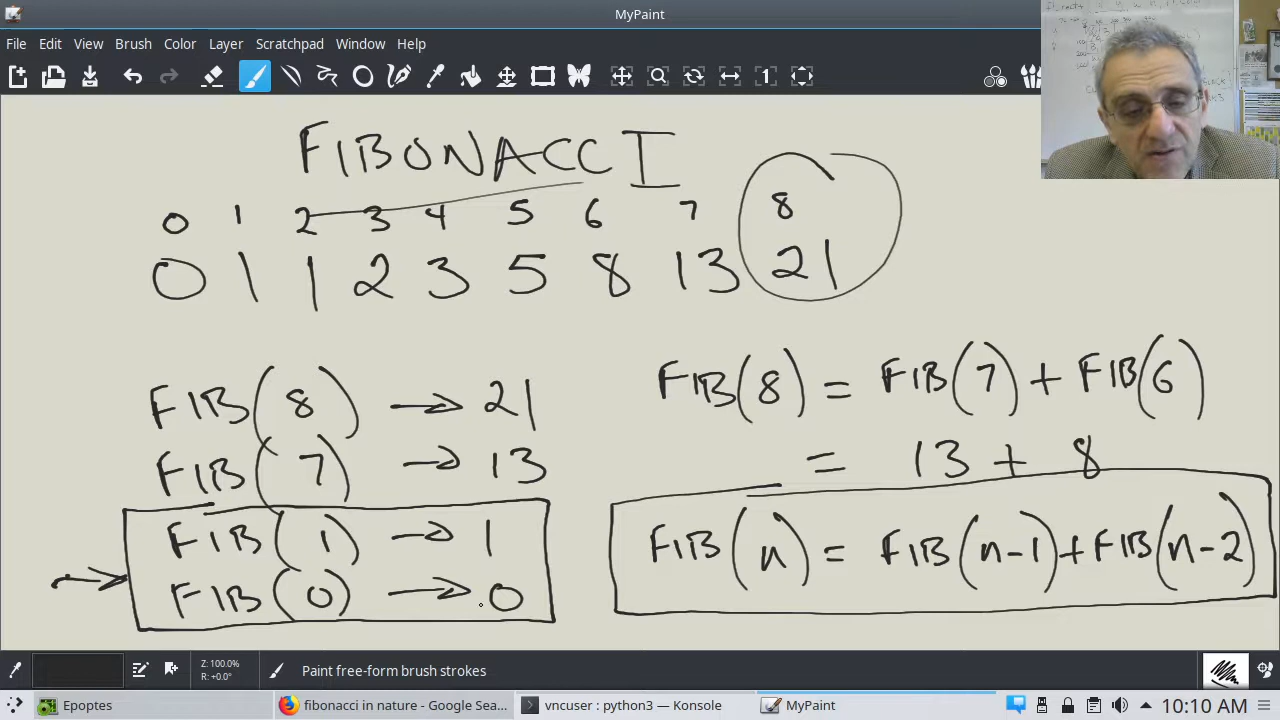 MyPaint
File Edit View Brush Color Layer Scratchpad Window Help
FIBONACCI
0 1 2 3 4 5 6 7 8
0 1 1 2 3 5 8 13 21
FIB(8) → 21
FIB(7) → 13
FIB(1) → 1
FIB(0) → 0
FIB(8) = FIB(7) + FIB(6)
= 13 + 8
FIB(n) = FIB(n-1)+FIB(n-2)
Z: 100.0%
R: +0.0°
Paint free-form brush strokes
Epoptes fibonacci in nature - Google Sea... vncuser : python3 — Konsole MyPaint 10:10 AM